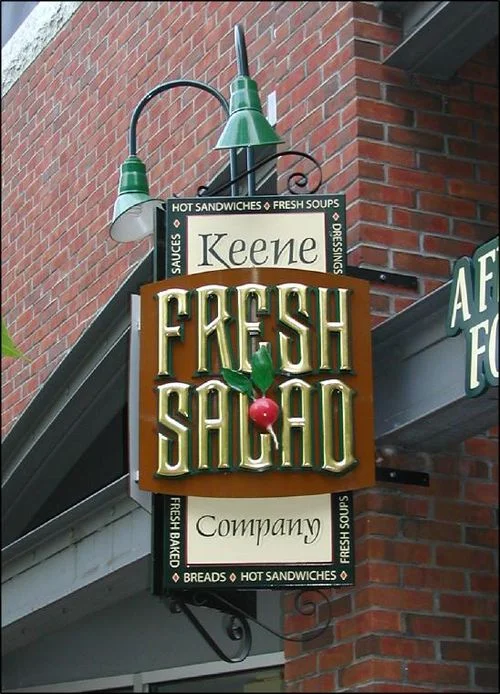 HOT SANDWICHES ◊ FRESH SOUPS
SAUCES
DRESSINGS
Keene
FRESH
SALAD
Company
FRESH BAKED
FRESH SOUPS
◊ BREADS ◊ HOT SANDWICHES ◊